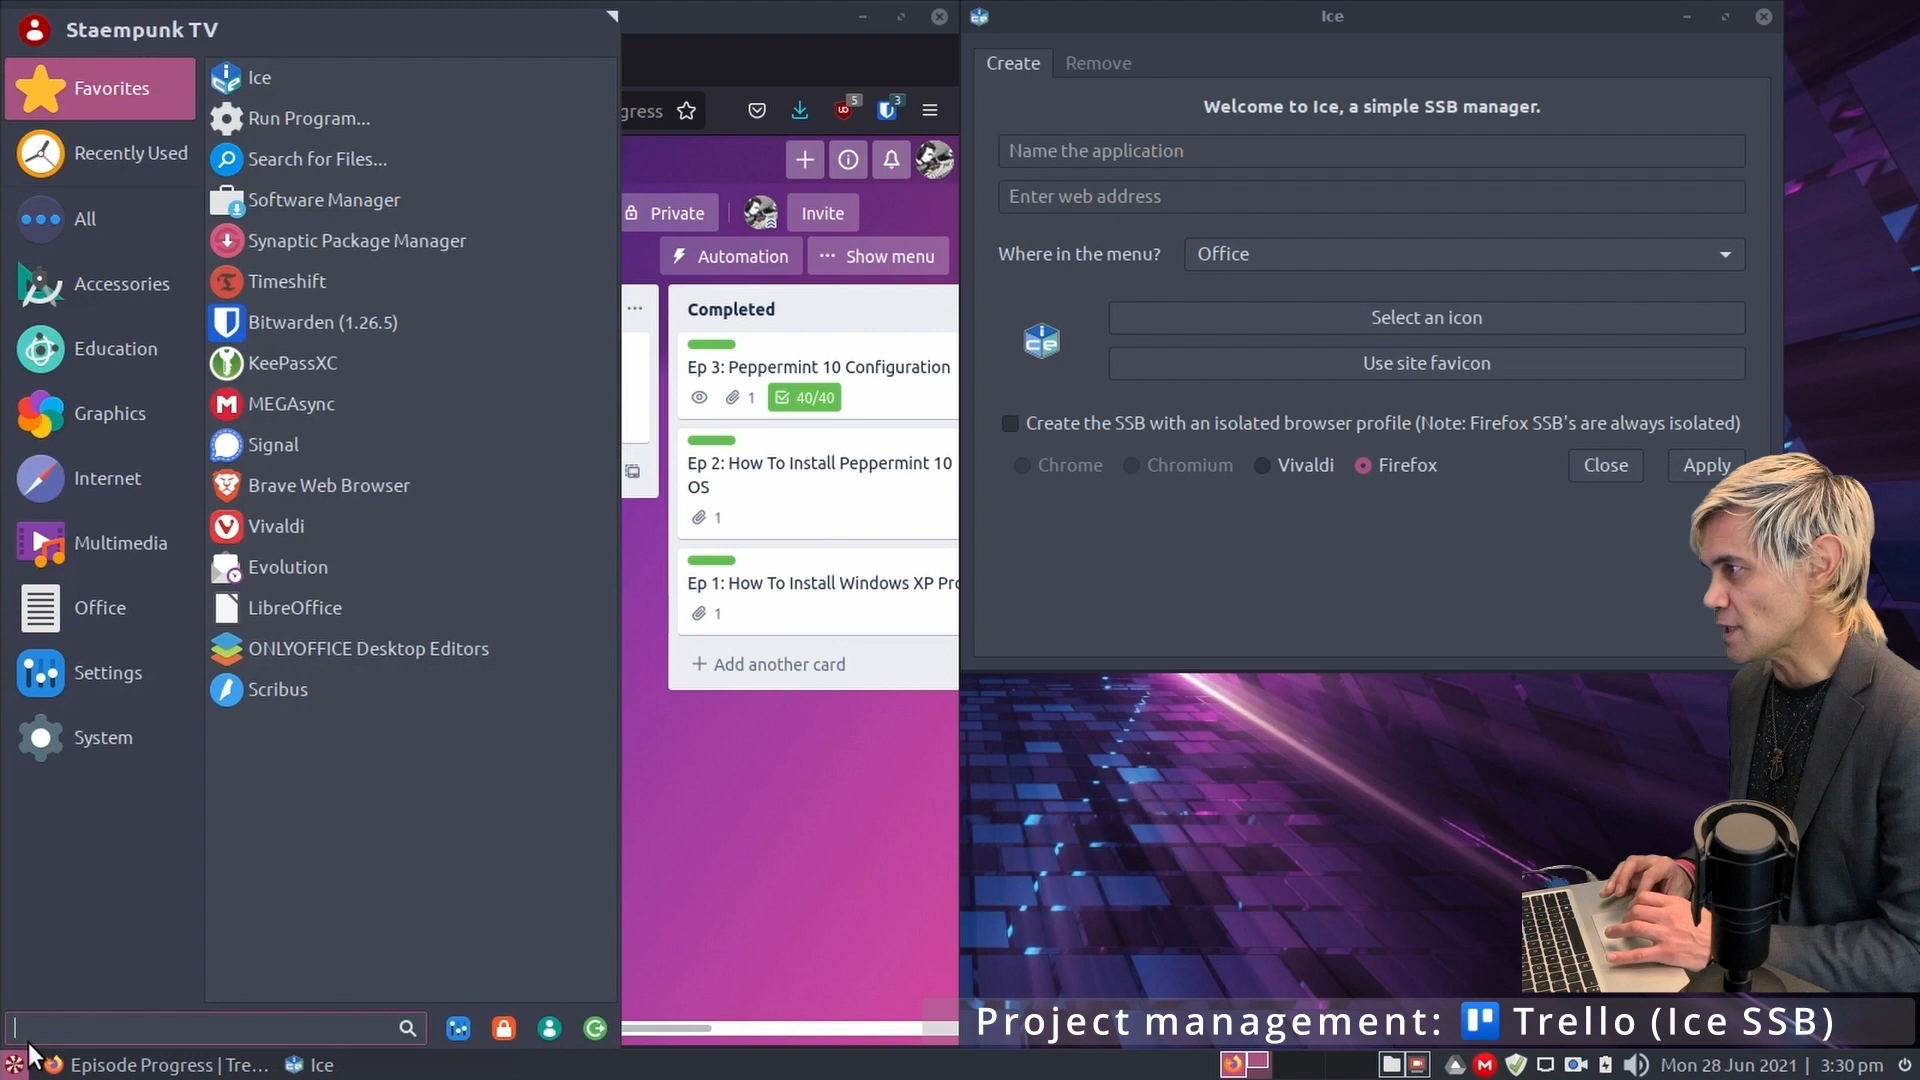 Staempunk TV
Favorites
Recently Used
All
Accessories
Education
Graphics
Internet
Multimedia
Office
Settings
System
Ice
Run Program...
Search for Files...
Software Manager
Synaptic Package Manager
Timeshift
Bitwarden (1.26.5)
KeePassXC
MEGAsync
Signal
Brave Web Browser
Vivaldi
Evolution
LibreOffice
ONLYOFFICE Desktop Editors
Scribus
gress
5
3
Private
Invite
Automation
Show menu
Completed
Ep 3: Peppermint 10 Configuration
1
40/40
Ep 2: How To Install Peppermint 10
OS
1
Ep 1: How To Install Windows XP Pro
1
+ Add another card
Ice
Create
Remove
Welcome to Ice, a simple SSB manager.
Name the application
Enter web address
Where in the menu?
Office
ice
Select an icon
Use site favicon
Create the SSB with an isolated browser profile (Note: Firefox SSB's are always isolated)
Chrome
Chromium
Vivaldi
Firefox
Close
Apply
Project management: Trello (Ice SSB)
Episode Progress | Tre...
Ice
Mon 28 Jun 2021 | 3:30 pm